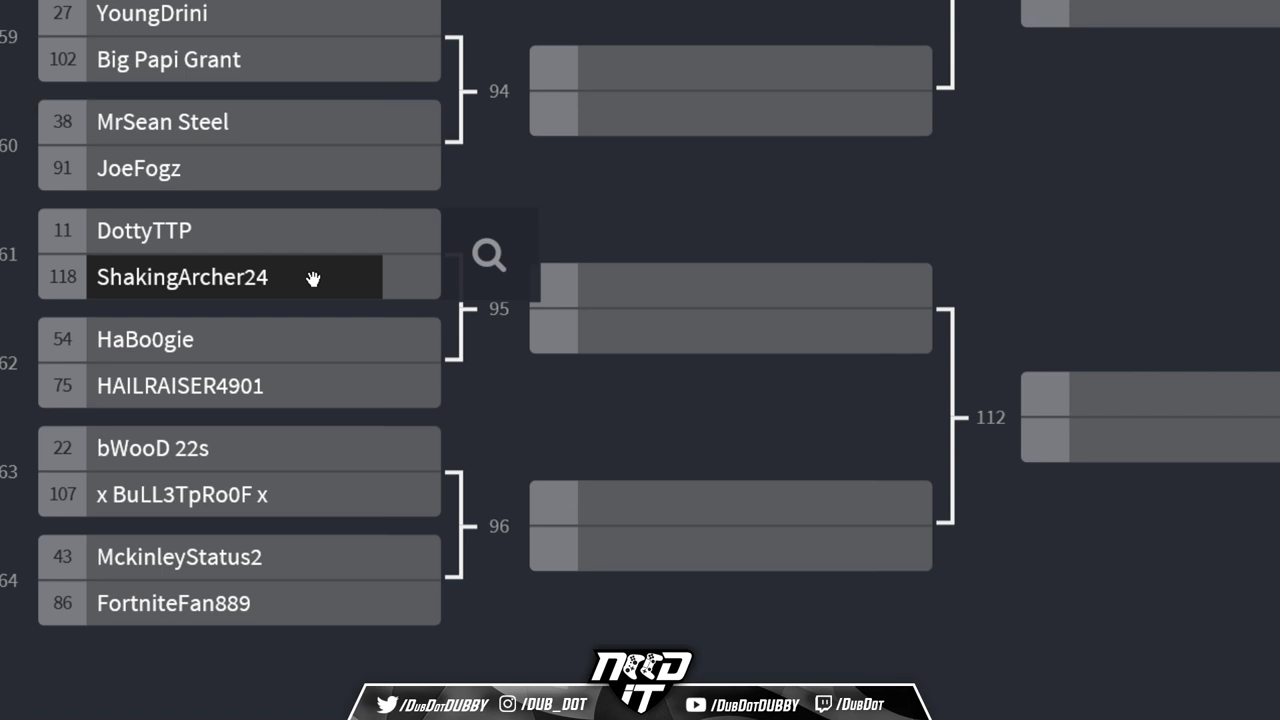 59
27 YoungDrini
102 Big Papi Grant
94
60
38 MrSean Steel
91 JoeFogz
61
11 DottyTTP
118 ShakingArcher24
95
62
54 HaBo0gie
75 HAILRAISER4901
112
63
22 bWooD 22s
107 x BuLL3TpRo0F x
96
64
43 MckinleyStatus2
86 FortniteFan889
NEED
iT
/DubDotDUBBY /DUB_DOT /DubDotDUBBY /DubDot